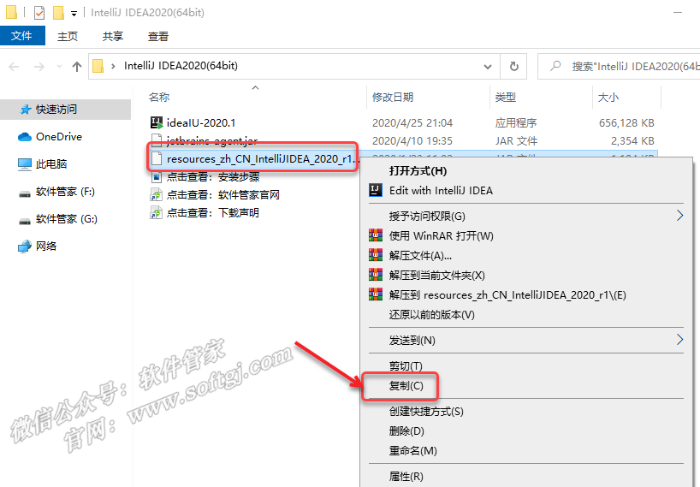 IntelliJ IDEA2020(64bit)
文件 主页 共享 查看
IntelliJ IDEA2020(64bit)
搜索"IntelliJ IDEA2020(64b
名称 修改日期 类型 大小
快速访问
OneDrive
此电脑
软件管家 (F:)
软件管家 (G:)
网络
ideaIU-2020.1 2020/4/25 21:04 应用程序 656,128 KB
jetbrains-agent.jar 2020/4/10 19:35 JAR 文件 2,354 KB
resources_zh_CN_IntelliJIDEA_2020_r1...
点击查看：安装步骤
点击查看：软件管家官网
点击查看：下载声明
打开方式(H)
Edit with IntelliJ IDEA
授予访问权限(G)
使用 WinRAR 打开(W)
解压文件(A)...
解压到当前文件夹(X)
解压到 resources_zh_CN_IntelliJIDEA_2020_r1\(E)
还原以前的版本(V)
发送到(N)
剪切(T)
复制(C)
创建快捷方式(S)
删除(D)
重命名(M)
属性(R)
微信公众号：软件管家
官网：www.softgj.com